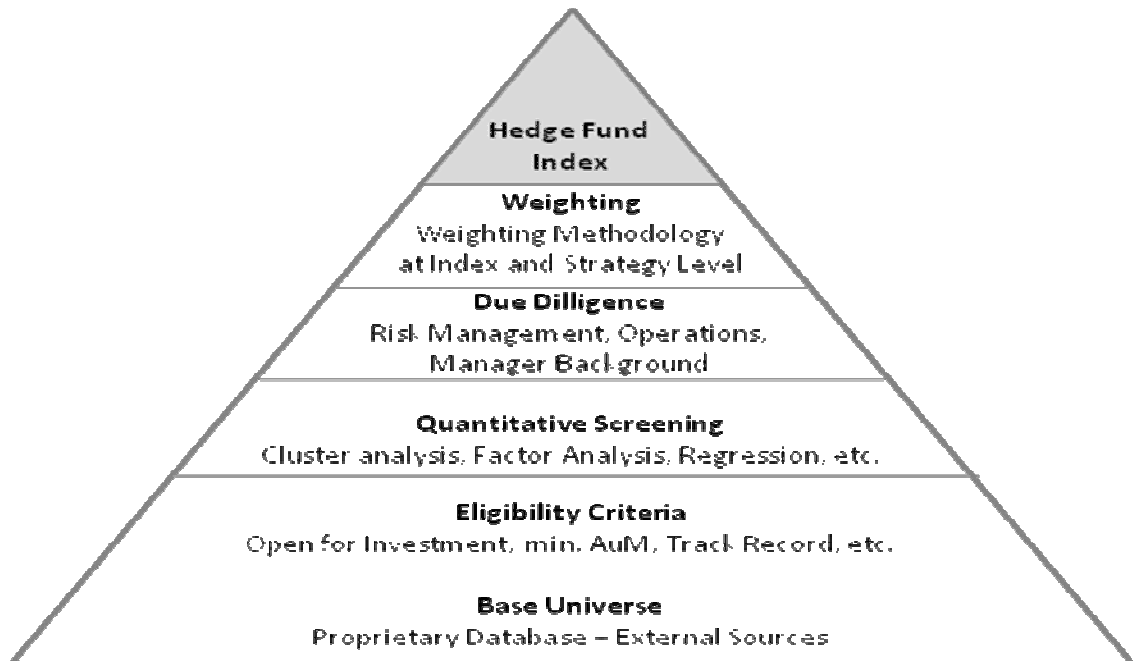 Hedge Fund
Index
Weighting
Weighting Methodology
at Index and Strategy Level
Due Dilligence
Risk Management, Operations,
Manager Background
Quantitative Screening
Cluster analysis, Factor Analysis, Regression, etc.
Eligibility Criteria
Open for Investment, min. AuM, Track Record, etc.
Base Universe
Proprietary Database – External Sources